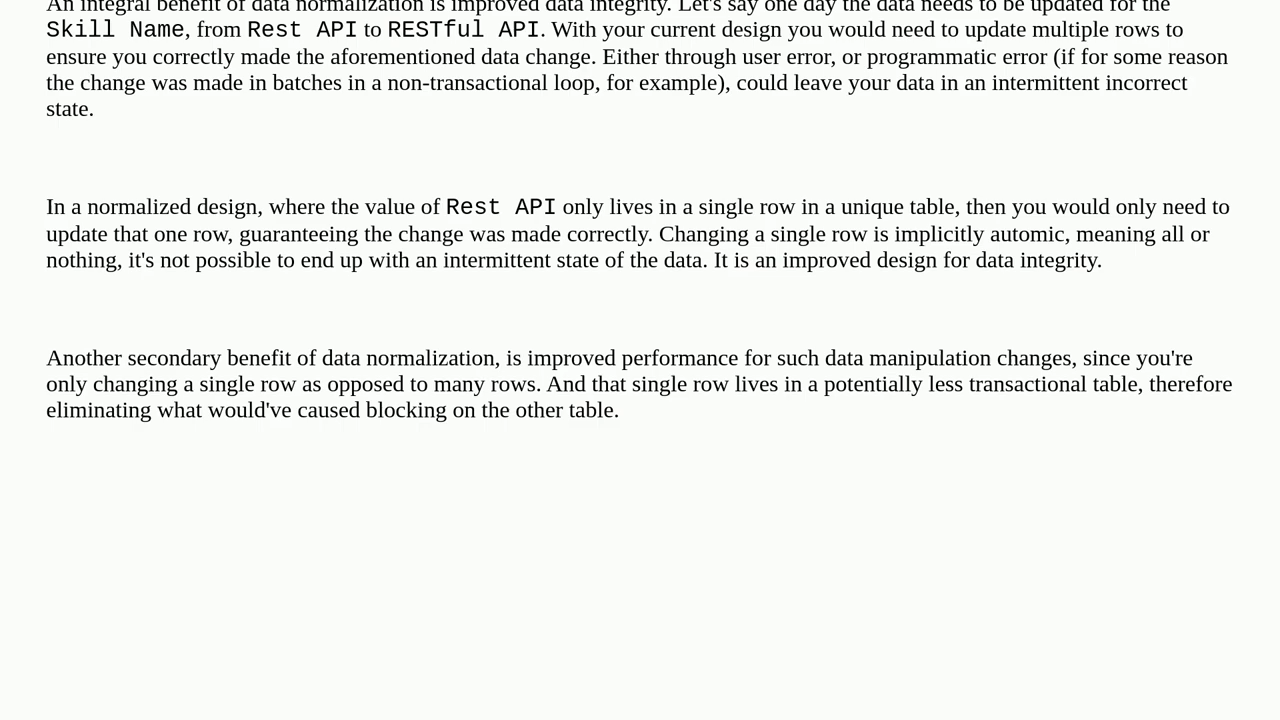 An integral benefit of data normalization is improved data integrity. Let's say one day the data needs to be updated for the
Skill Name, from Rest API to RESTful API. With your current design you would need to update multiple rows to
ensure you correctly made the aforementioned data change. Either through user error, or programmatic error (if for some reason
the change was made in batches in a non-transactional loop, for example), could leave your data in an intermittent incorrect
state.
In a normalized design, where the value of Rest API only lives in a single row in a unique table, then you would only need to
update that one row, guaranteeing the change was made correctly. Changing a single row is implicitly automic, meaning all or
nothing, it's not possible to end up with an intermittent state of the data. It is an improved design for data integrity.
Another secondary benefit of data normalization, is improved performance for such data manipulation changes, since you're
only changing a single row as opposed to many rows. And that single row lives in a potentially less transactional table, therefore
eliminating what would've caused blocking on the other table.